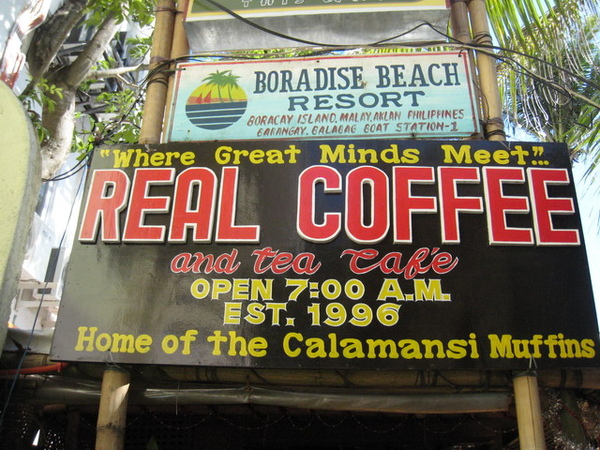 BORADISE BEACH
RESORT
BORACAY ISLAND, MALAY, AKLAN PHILIPPINES
BARANGAY, BALABAG BOAT STATION-1
"Where Great Minds Meet!"...
REAL COFFEE
and tea Café
OPEN 7:00 A.M.
EST. 1996
Home of the Calamansi Muffins